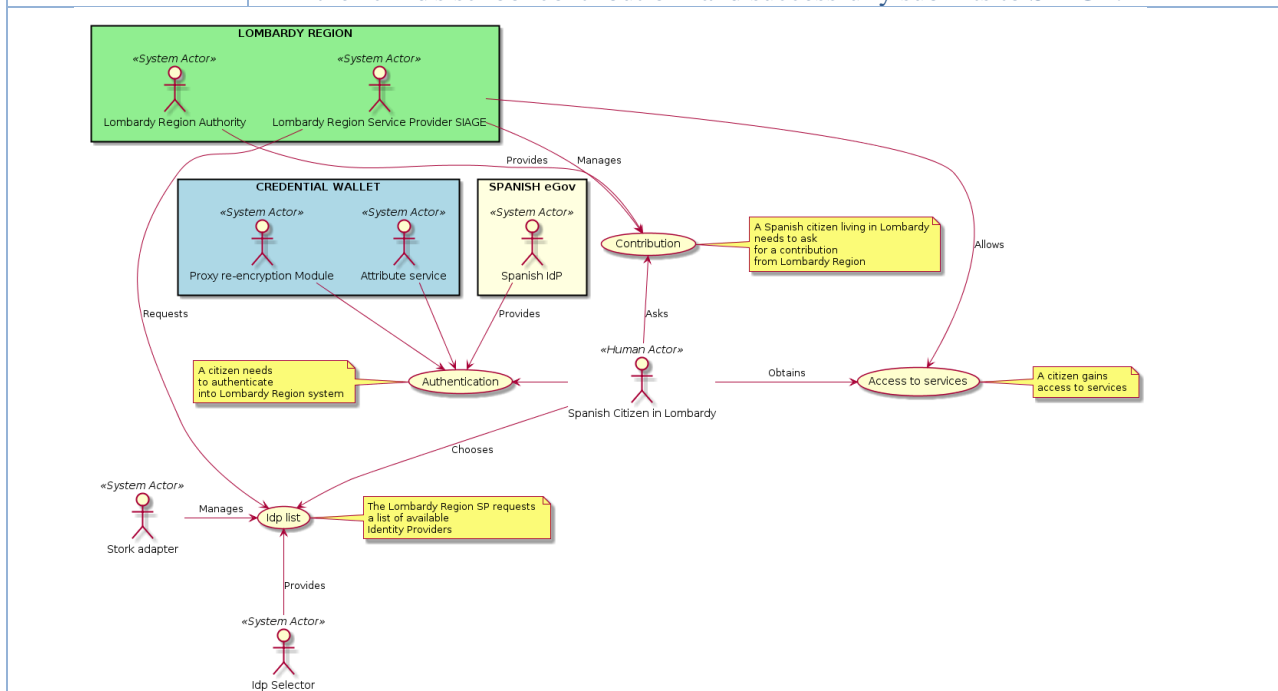 LOMBARDY REGION
«System Actor»
«System Actor»
Lombardy Region Authority
Lombardy Region Service Provider SIAGE
Provides
Manages
CREDENTIAL WALLET
SPANISH eGov
«System Actor»
«System Actor»
«System Actor»
Proxy re-encryption Module
Attribute service
Spanish IdP
Contribution
A Spanish citizen living in Lombardy
needs to ask
for a contribution
from Lombardy Region
Allows
Requests
Provides
Asks
«Human Actor»
Spanish Citizen in Lombardy
A citizen needs
to authenticate
into Lombardy Region system
Authentication
Obtains
Access to services
A citizen gains
access to services
Chooses
«System Actor»
Stork adapter
Manages
Idp list
The Lombardy Region SP requests
a list of available
Identity Providers
Provides
«System Actor»
Idp Selector